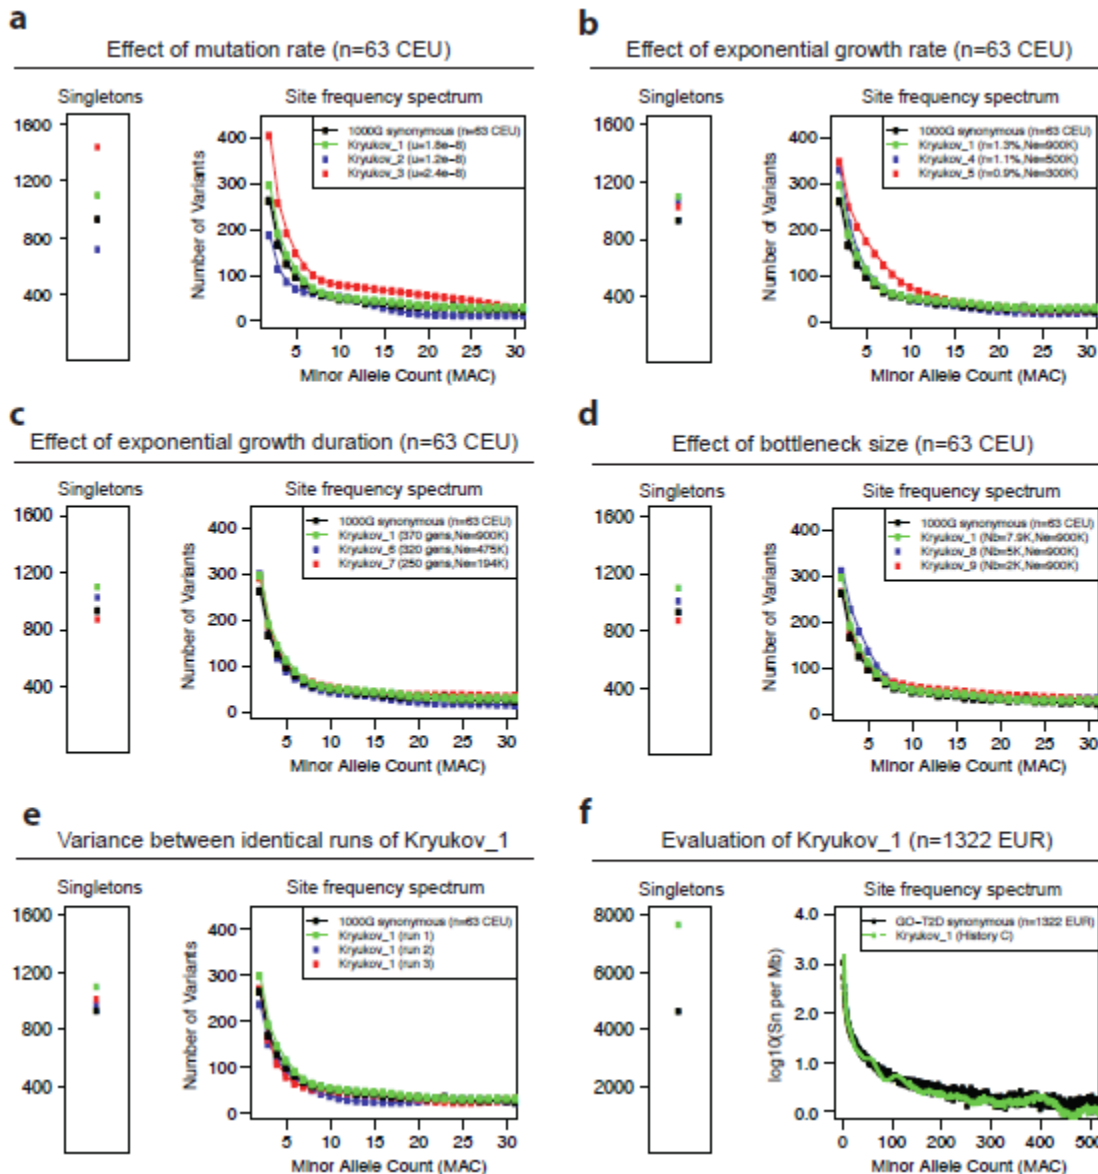 a
Effect of mutation rate (n=63 CEU)
Singletons
1600
1200
800
400
Site frequency spectrum
Number of Variants
400
300
200
100
0
1000G synonymous (n=63 CEU)
Kryukov_1 (u=1.8e-8)
Kryukov_2 (u=1.2e-8)
Kryukov_3 (u=2.4e-8)
5 10 15 20 25 30
Minor Allele Count (MAC)
b
Effect of exponential growth rate (n=63 CEU)
Singletons
1600
1200
800
400
Site frequency spectrum
Number of Variants
400
300
200
100
0
1000G synonymous (n=63 CEU)
Kryukov_1 (r=1.3%,Ne=900K)
Kryukov_4 (r=1.1%,Ne=500K)
Kryukov_5 (r=0.9%,Ne=300K)
5 10 15 20 25 30
Minor Allele Count (MAC)
c
Effect of exponential growth duration (n=63 CEU)
Singletons
1600
1200
800
400
Site frequency spectrum
Number of Variants
400
300
200
100
0
1000G synonymous (n=63 CEU)
Kryukov_1 (370 gens,Ne=900K)
Kryukov_6 (320 gens,Ne=475K)
Kryukov_7 (250 gens,Ne=194K)
5 10 15 20 25 30
Minor Allele Count (MAC)
d
Effect of bottleneck size (n=63 CEU)
Singletons
1600
1200
800
400
Site frequency spectrum
Number of Variants
400
300
200
100
0
1000G synonymous (n=63 CEU)
Kryukov_1 (Nb=7.9K,Ne=900K)
Kryukov_8 (Nb=5K,Ne=900K)
Kryukov_9 (Nb=2K,Ne=900K)
5 10 15 20 25 30
Minor Allele Count (MAC)
e
Variance between identical runs of Kryukov_1
Singletons
1600
1200
800
400
Site frequency spectrum
Number of Variants
400
300
200
100
0
1000G synonymous (n=63 CEU)
Kryukov_1 (run 1)
Kryukov_1 (run 2)
Kryukov_1 (run 3)
5 10 15 20 25 30
Minor Allele Count (MAC)
f
Evaluation of Kryukov_1 (n=1322 EUR)
Singletons
8000
6000
4000
2000
Site frequency spectrum
log10(Sn per Mb)
4.0
3.0
2.0
1.0
0.0
GO-T2D synonymous (n=1322 EUR)
Kryukov_1 (History C)
0 100 200 300 400 500
Minor Allele Count (MAC)